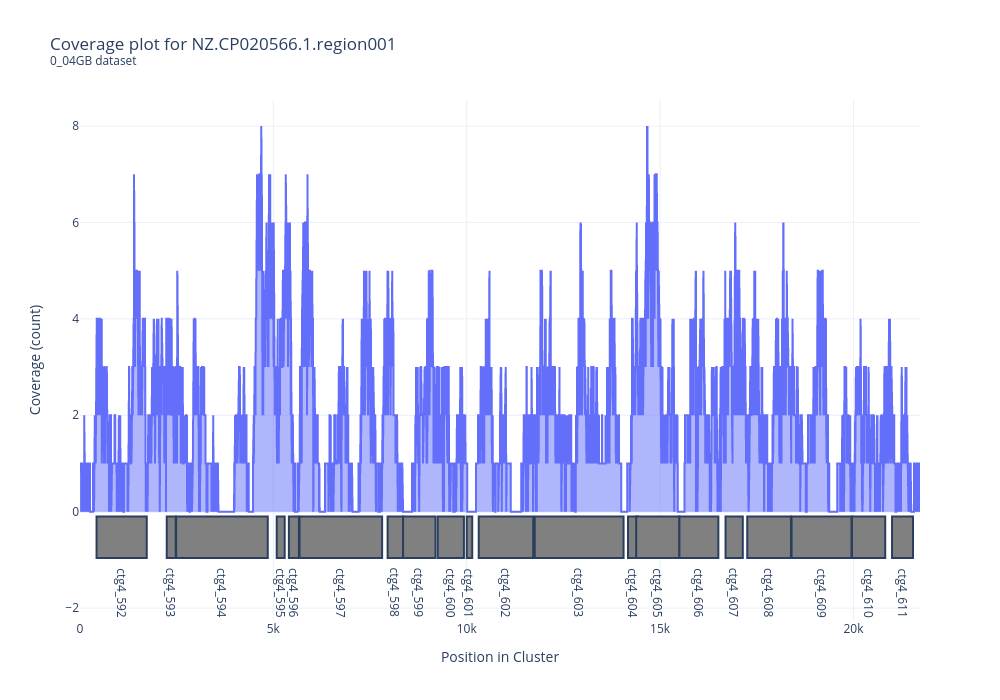 Coverage plot for NZ.CP020566.1.region001
0_04GB dataset
8
6
4
2
0
−2
Coverage (count)
ctg4_592
ctg4_593
ctg4_594
ctg4_595
ctg4_596
ctg4_597
ctg4_598
ctg4_599
ctg4_600
ctg4_601
ctg4_602
ctg4_603
ctg4_604
ctg4_605
ctg4_606
ctg4_607
ctg4_608
ctg4_609
ctg4_610
ctg4_611
0 5k 10k 15k 20k
Position in Cluster